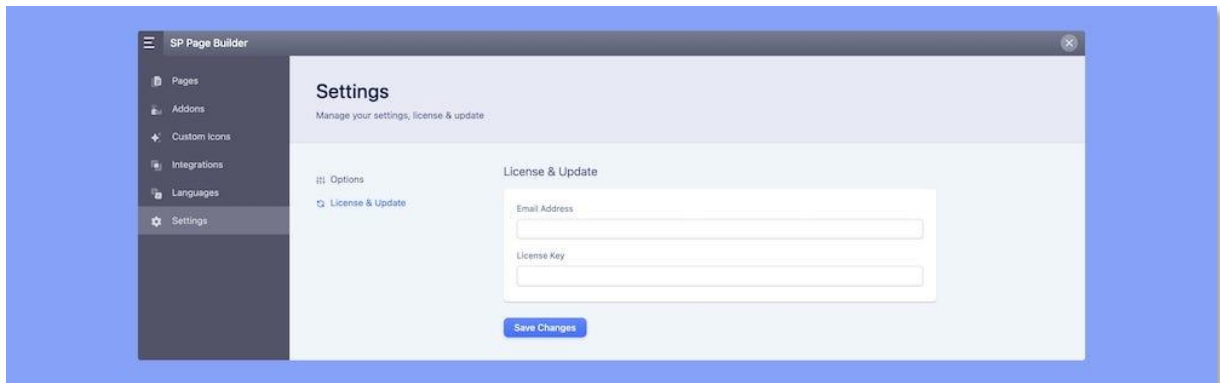 SP Page Builder
Pages
Addons
Custom Icons
Integrations
Languages
Settings
Settings
Manage your settings, license & update
Options
License & Update
License & Update
Email Address
License Key
Save Changes